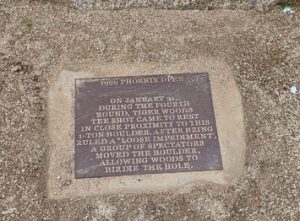 1999 PHOENIX OPEN
ON JANUARY 31,
DURING THE FOURTH
ROUND, TIGER WOODS
TEE SHOT CAME TO REST
IN CLOSE PROXIMITY TO THIS
1-TON BOULDER. AFTER BEING
RULED A "LOOSE IMPEDIMENT,
A GROUP OF SPECTATORS
MOVED THE BOULDER,
ALLOWING WOODS TO
BIRDIE THE HOLE.